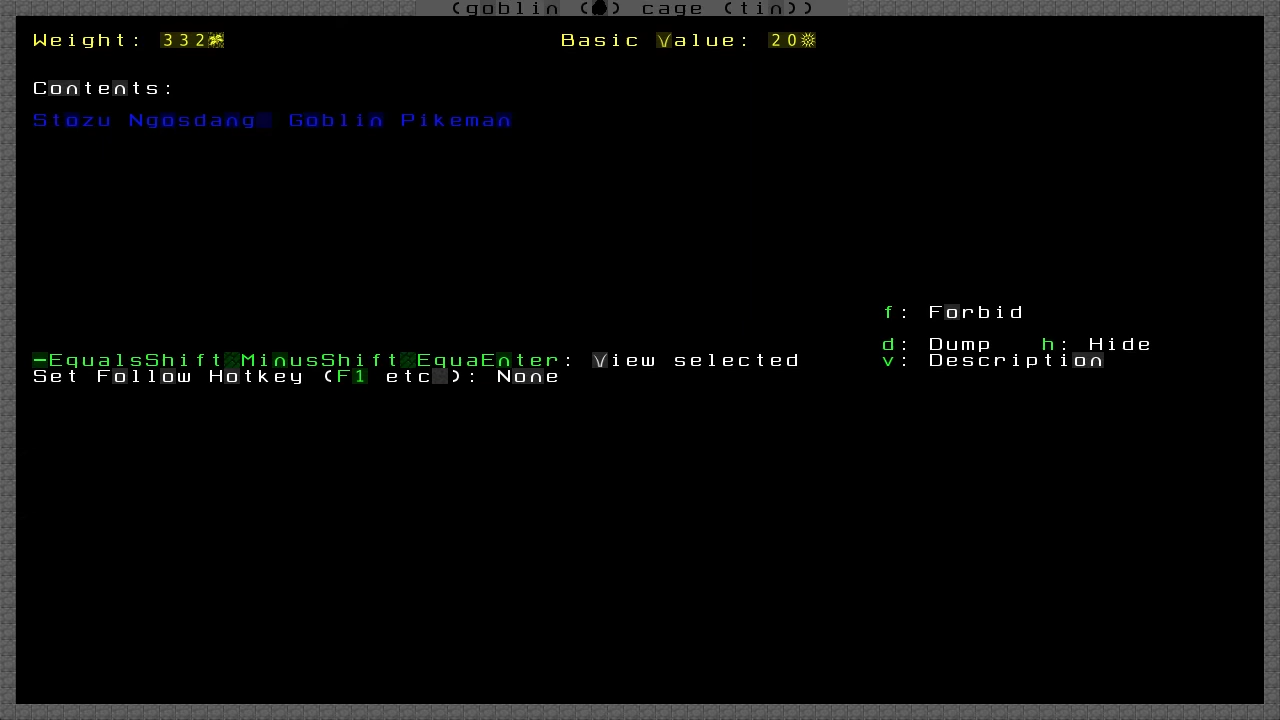 (goblin (♂) cage (tin))
Weight: 332 Basic Value: 20☼
Contents:
Stozu Ngosdang, Goblin Pikeman
f: Forbid
d: Dump h: Hide
-EqualsShift MinusShift EquaEnter: View selected v: Description
Set Follow Hotkey (F1 etc.): None